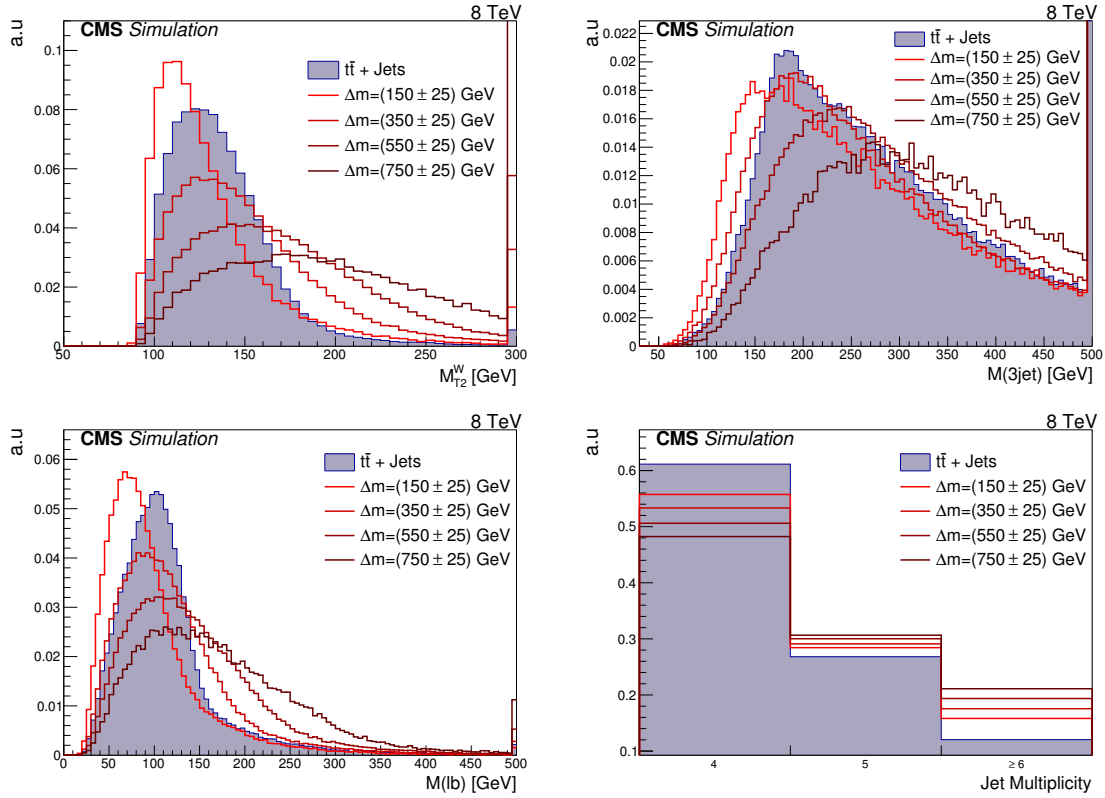 8 TeV
a.u
CMS Simulation
tt̄ + Jets
Δm=(150 ± 25) GeV
Δm=(350 ± 25) GeV
Δm=(550 ± 25) GeV
Δm=(750 ± 25) GeV
0.1
0.08
0.06
0.04
0.02
0
50 100 150 200 250 300
M^W_T2 [GeV]
8 TeV
a.u
CMS Simulation
tt̄ + Jets
Δm=(150 ± 25) GeV
Δm=(350 ± 25) GeV
Δm=(550 ± 25) GeV
Δm=(750 ± 25) GeV
0.022
0.02
0.018
0.016
0.014
0.012
0.01
0.008
0.006
0.004
0.002
0
50 100 150 200 250 300 350 400 450 500
M(3jet) [GeV]
8 TeV
a.u
CMS Simulation
tt̄ + Jets
Δm=(150 ± 25) GeV
Δm=(350 ± 25) GeV
Δm=(550 ± 25) GeV
Δm=(750 ± 25) GeV
0.06
0.05
0.04
0.03
0.02
0.01
0
0 50 100 150 200 250 300 350 400 450 500
M(lb) [GeV]
8 TeV
a.u
CMS Simulation
tt̄ + Jets
Δm=(150 ± 25) GeV
Δm=(350 ± 25) GeV
Δm=(550 ± 25) GeV
Δm=(750 ± 25) GeV
0.6
0.5
0.4
0.3
0.2
0.1
4 5 ≥ 6
Jet Multiplicity